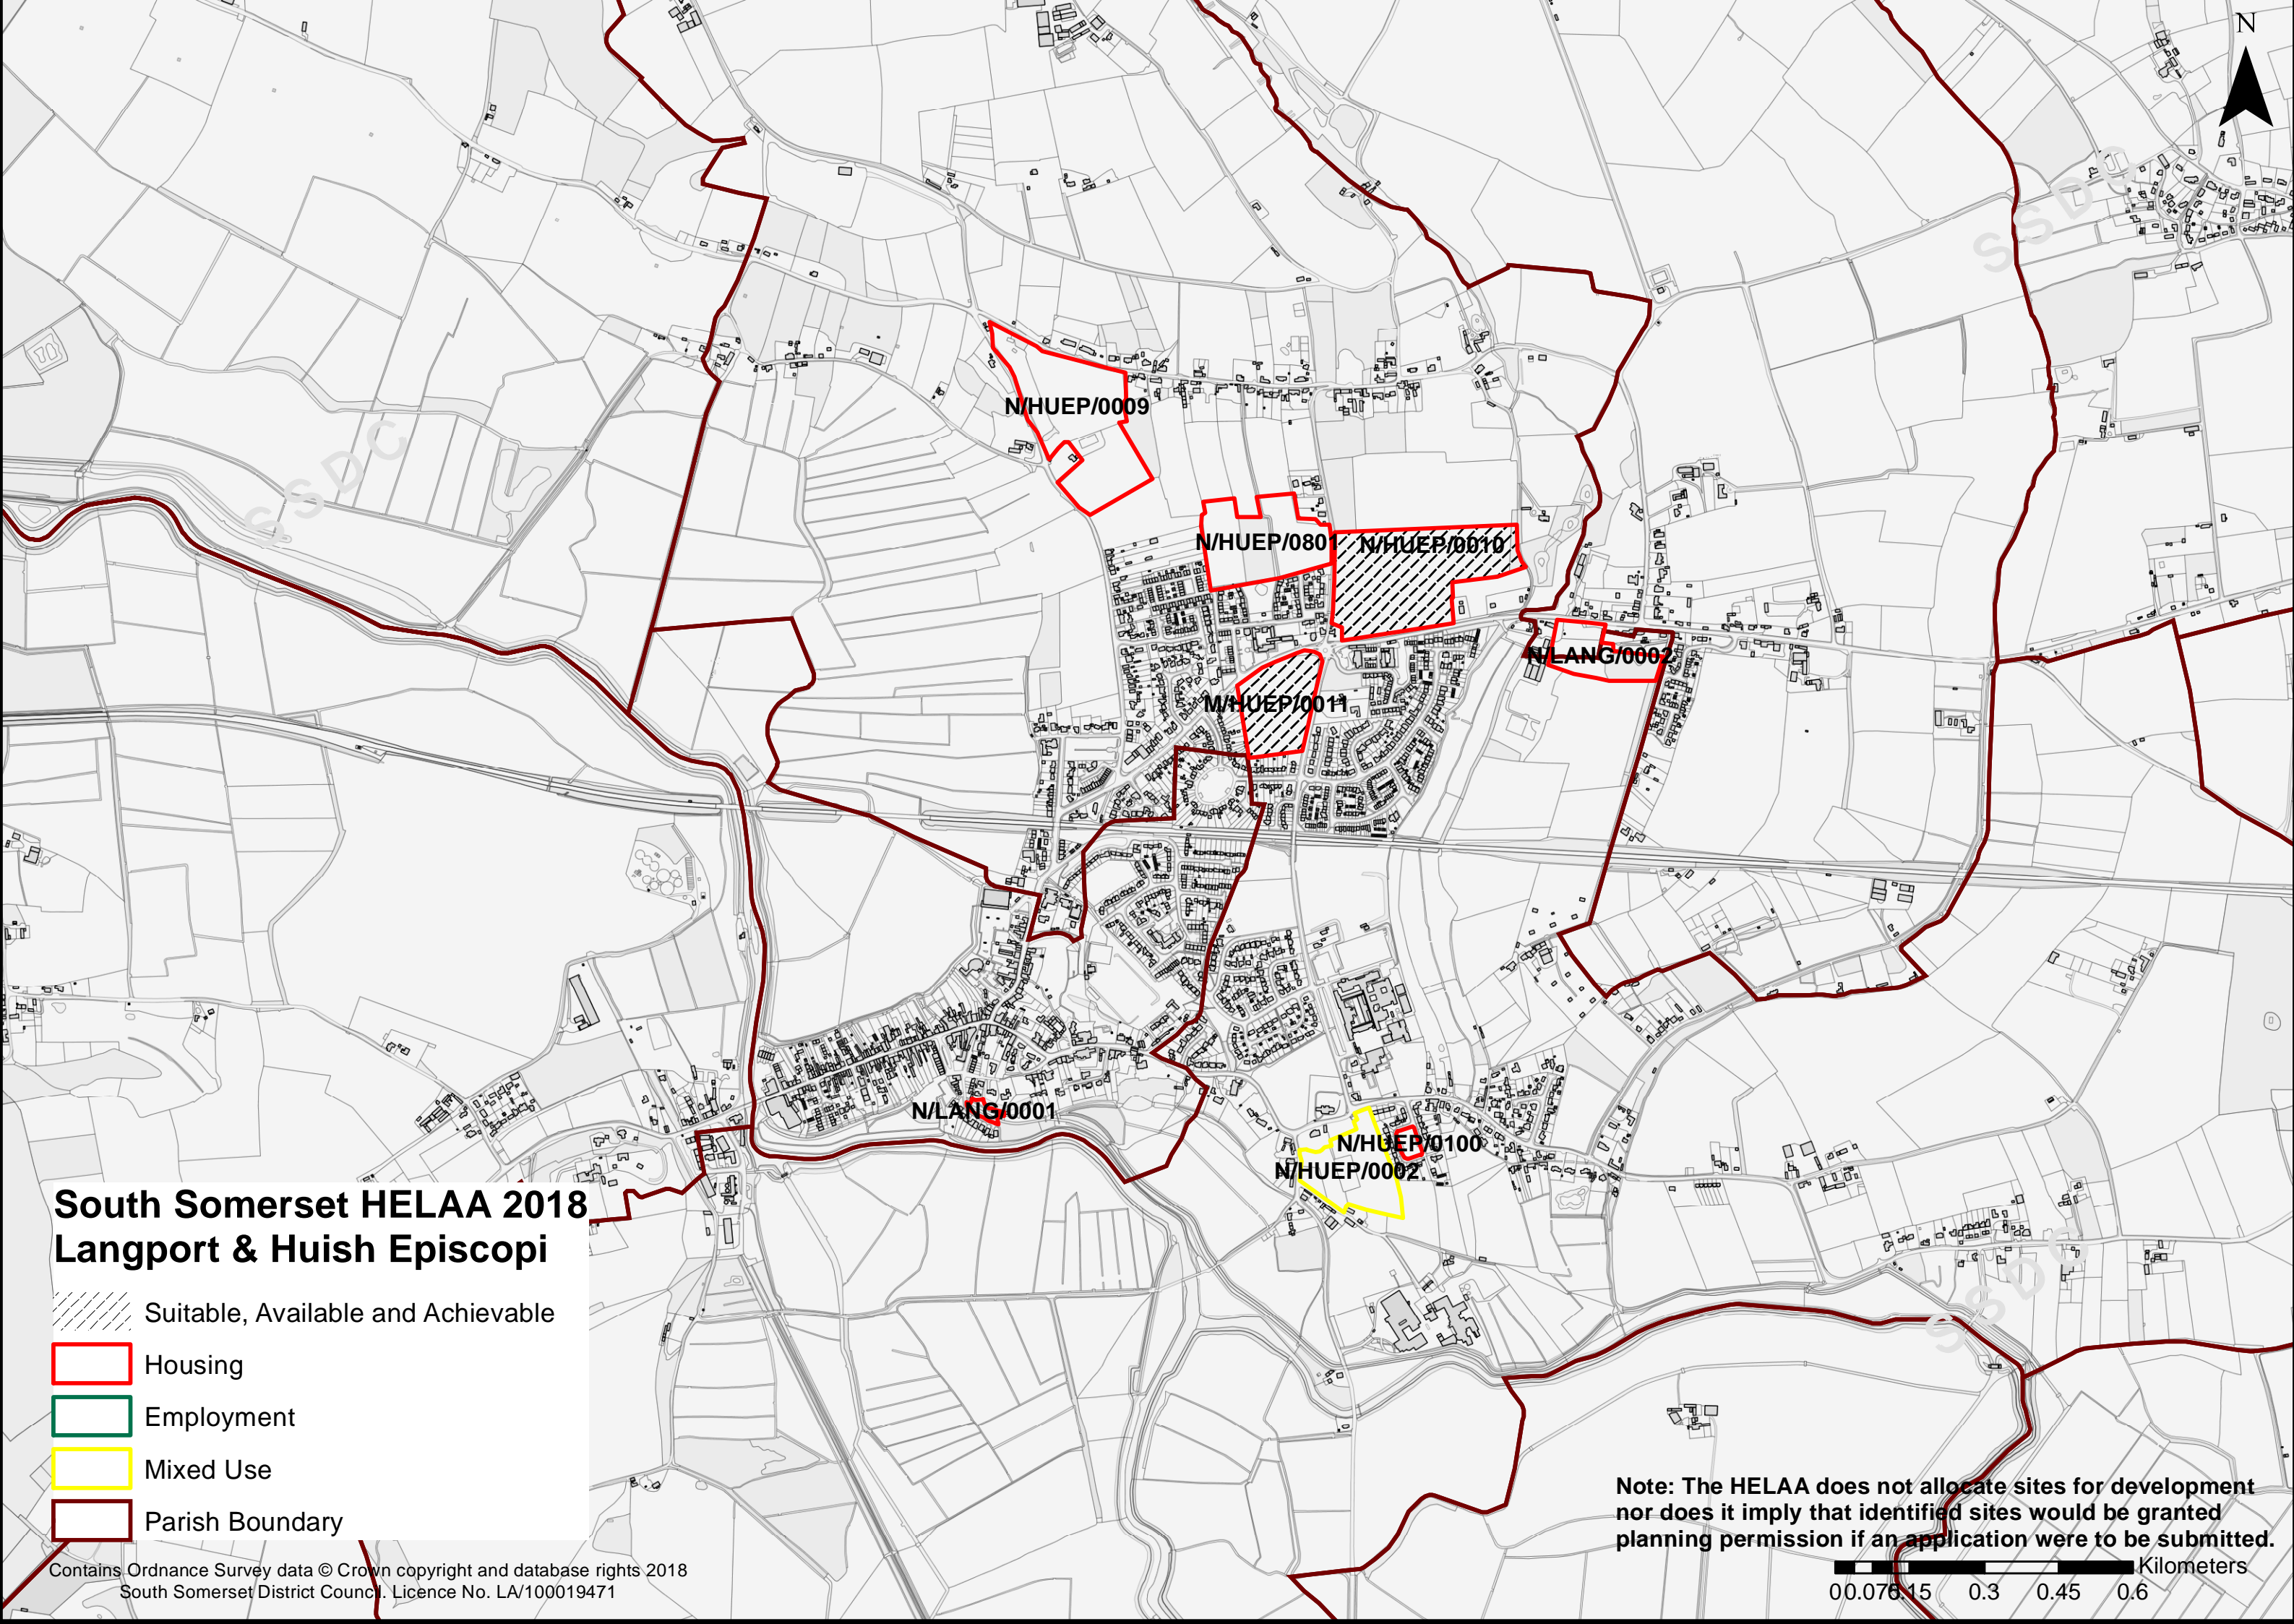 N
SSDC
SSDC
N/HUEP/0009
N/HUEP/0801
N/HUEP/0010
N/LANG/0002
M/HUEP/0011
N/LANG/0001
N/HUEP/0100
N/HUEP/0002
SSDC
South Somerset HELAA 2018
Langport & Huish Episcopi
Suitable, Available and Achievable
Housing
Employment
Mixed Use
Parish Boundary
Contains Ordnance Survey data © Crown copyright and database rights 2018
South Somerset District Council. Licence No. LA/100019471
Note: The HELAA does not allocate sites for development
nor does it imply that identified sites would be granted
planning permission if an application were to be submitted.
Kilometers
0 0.075 0.15 0.3 0.45 0.6